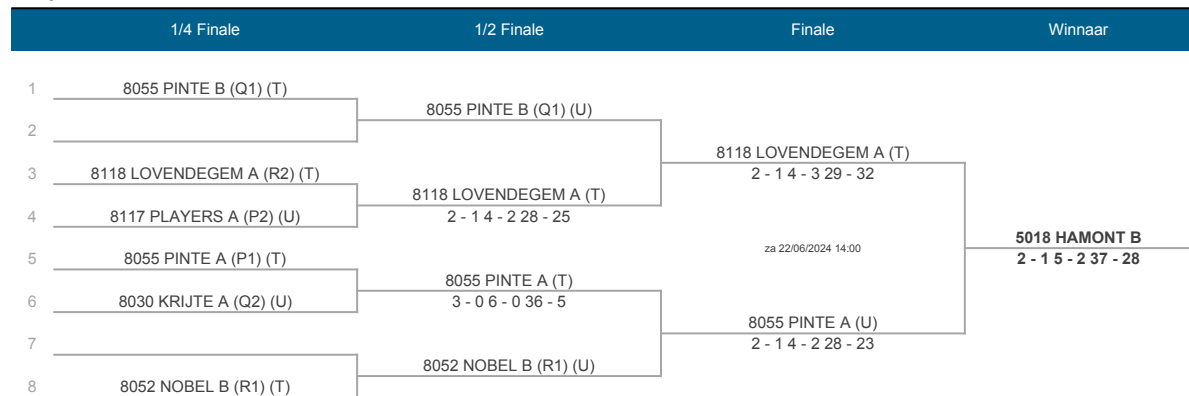 1/4 Finale 1/2 Finale Finale Winnaar
1 8055 PINTE B (Q1) (T)
8055 PINTE B (Q1) (U)
2
8118 LOVENDEGEM A (T)
3 8118 LOVENDEGEM A (R2) (T)
2 - 1 4 - 3 29 - 32
8118 LOVENDEGEM A (T)
4 8117 PLAYERS A (P2) (U)
2 - 1 4 - 2 28 - 25
5018 HAMONT B
za 22/06/2024 14:00
5 8055 PINTE A (P1) (T)
2 - 1 5 - 2 37 - 28
8055 PINTE A (T)
6 8030 KRIJTE A (Q2) (U)
3 - 0 6 - 0 36 - 5
8055 PINTE A (U)
7
2 - 1 4 - 2 28 - 23
8052 NOBEL B (R1) (U)
8 8052 NOBEL B (R1) (T)